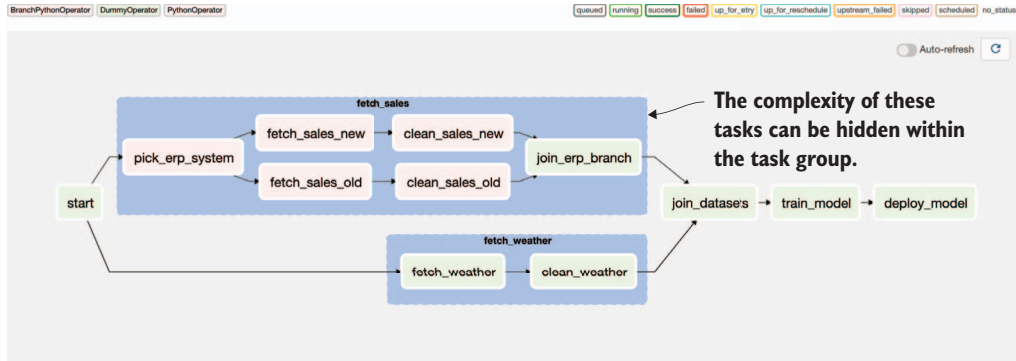 BranchPythonOperator DummyOperator PythonOperator
queued running success failed up_for_etry up_for_reschedule upstream_failed skipped scheduled no_status
Auto-refresh
fetch_sales
The complexity of these
tasks can be hidden within
the task group.
fetch_sales_new clean_sales_new
pick_erp_system join_erp_branch
fetch_sales_old clean_sales_old
start join_datases train_model deploy_model
fetch_weather
fetch_weather clean_weather